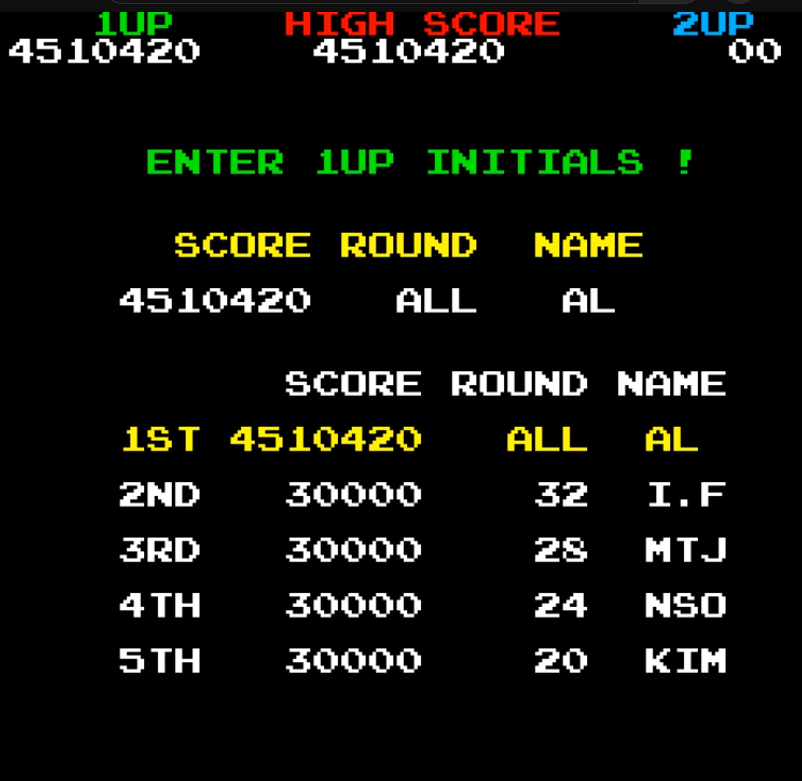 1UP HIGH SCORE 2UP
4510420 4510420 00
ENTER 1UP INITIALS !
SCORE ROUND NAME
4510420 ALL AL
SCORE ROUND NAME
1ST 4510420 ALL AL
2ND 30000 32 I.F
3RD 30000 28 MTJ
4TH 30000 24 NSO
5TH 30000 20 KIM